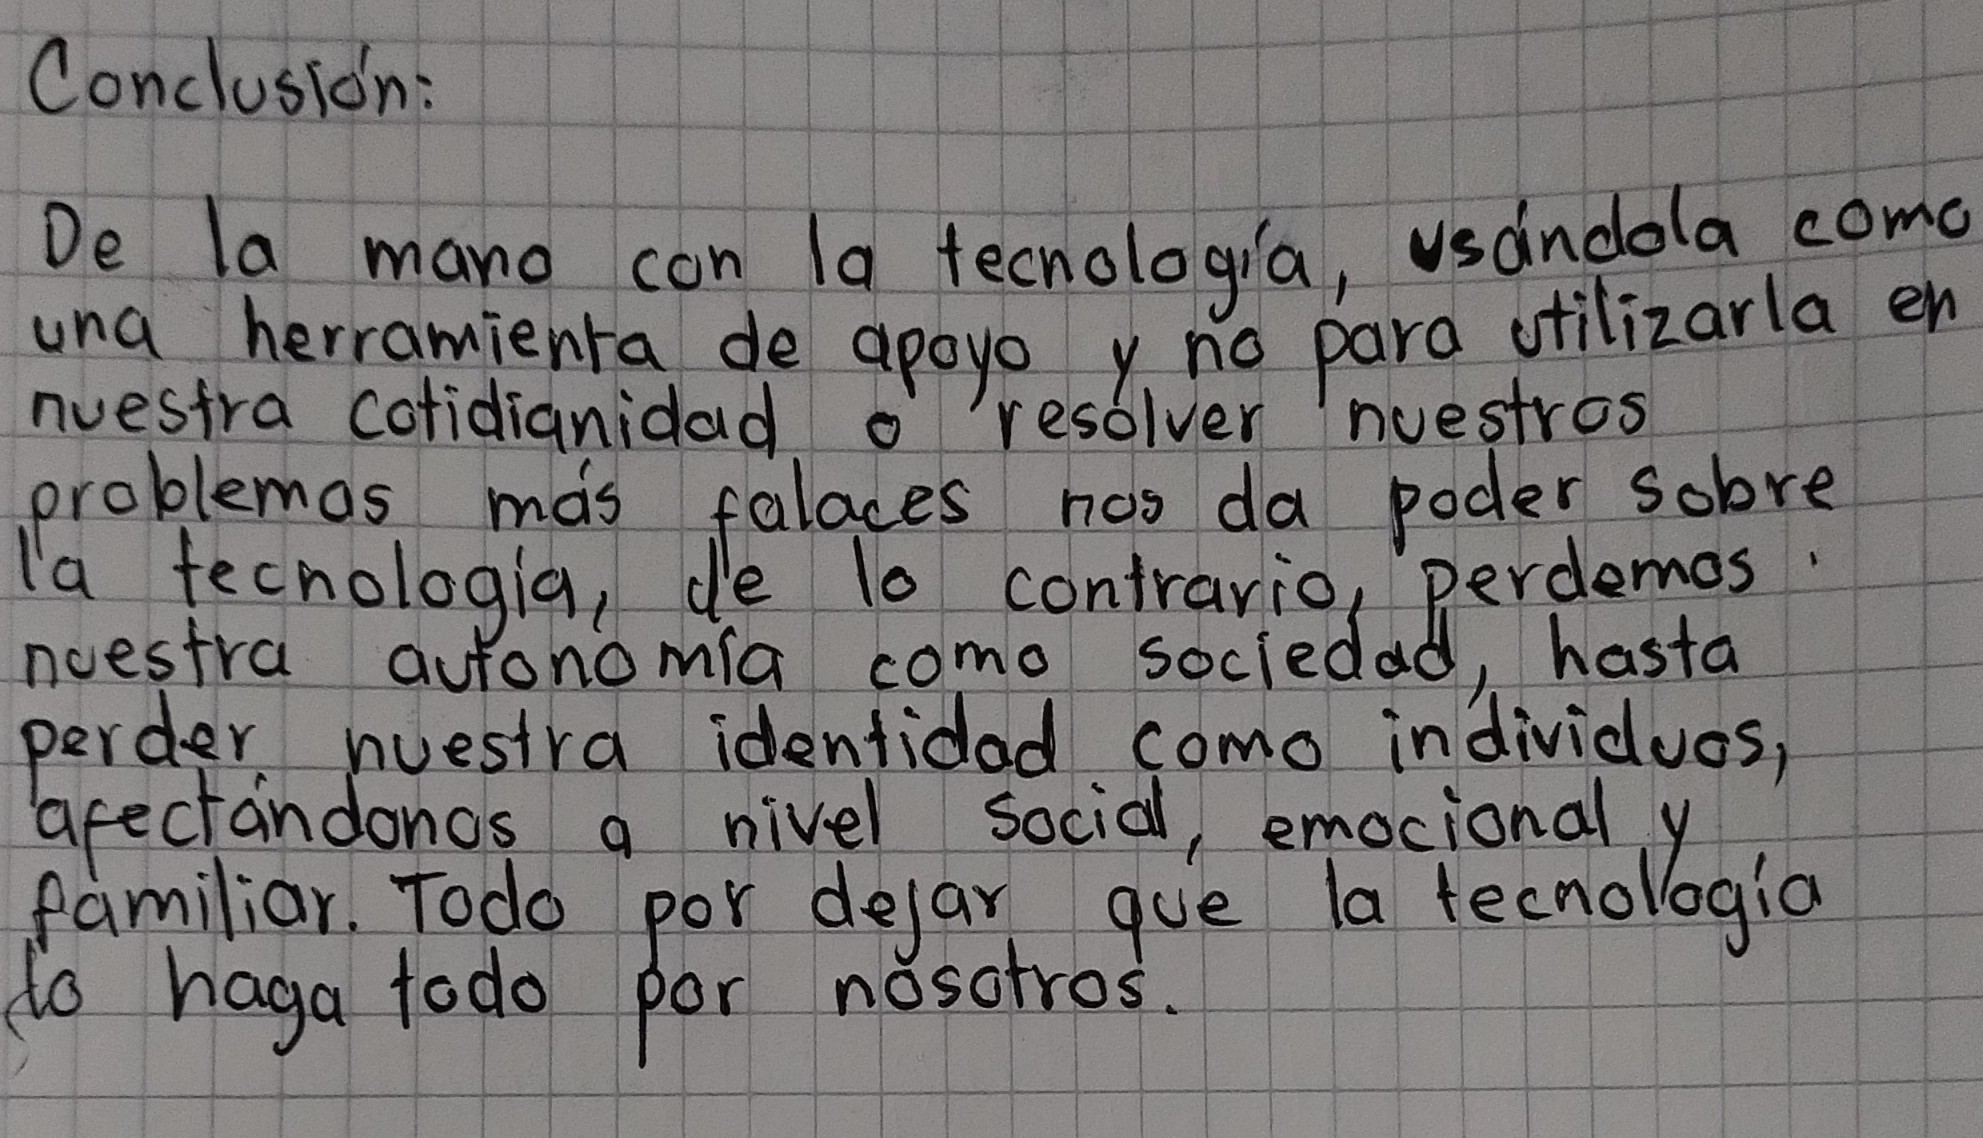 Conclusión:
De la mano con la tecnología, usándola como
una herramienta de apoyo y no para utilizarla en
nuestra cotidianidad o resolver nuestros
problemas más falaces nos da poder sobre
la tecnología, de lo contrario, perdemos
nuestra autonomía como sociedad, hasta
perder nuestra identidad como individuos,
afectándonos a nivel social, emocional y
familiar. Todo por dejar que la tecnología
lo haga todo por nosotros.